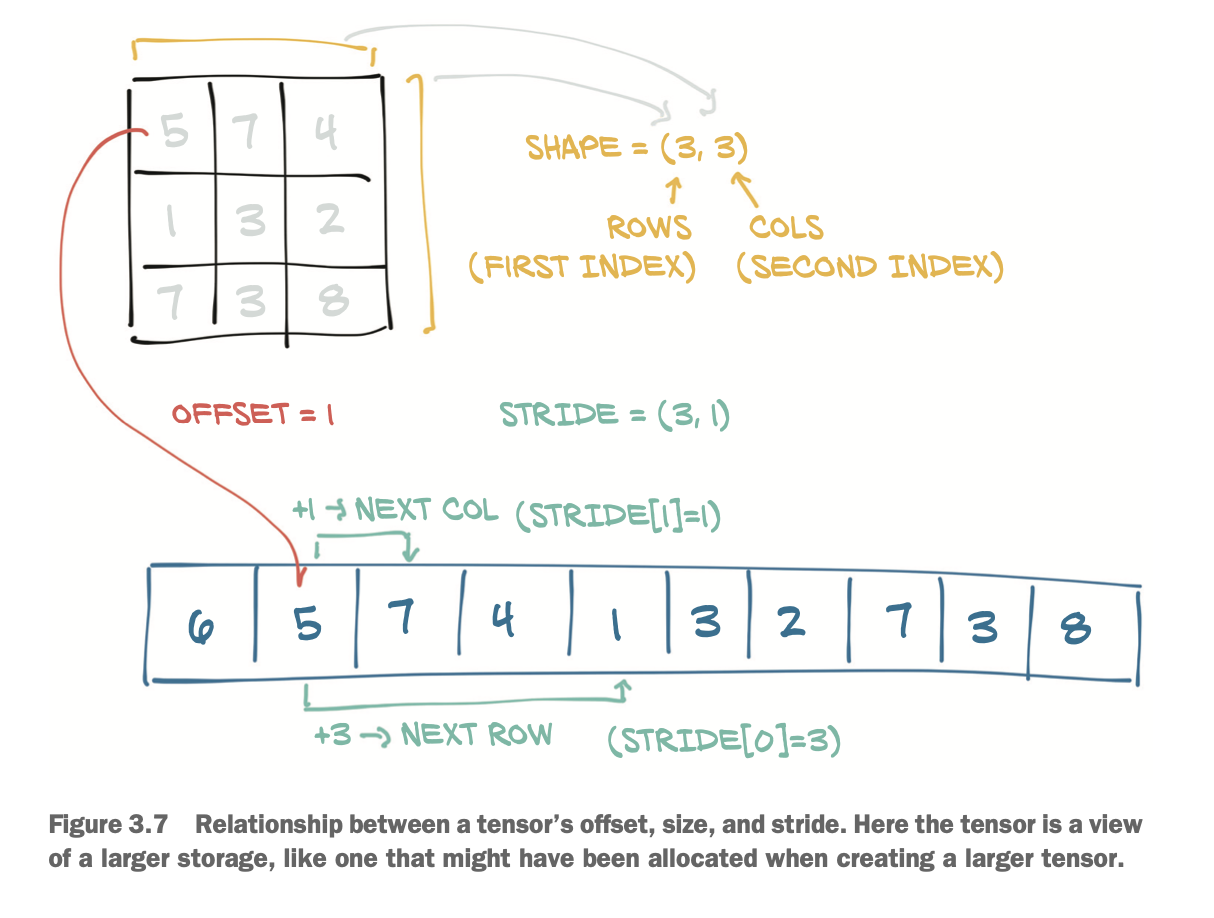 5 7 4
1 3 2
7 3 8
SHAPE = (3, 3)
ROWS
(FIRST INDEX)
COLS
(SECOND INDEX)
OFFSET = 1
STRIDE = (3, 1)
+1 → NEXT COL (STRIDE[1]=1)
6 5 7 4 1 3 2 7 3 8
+3 → NEXT ROW (STRIDE[0]=3)
Figure 3.7 Relationship between a tensor’s offset, size, and stride. Here the tensor is a view
of a larger storage, like one that might have been allocated when creating a larger tensor.